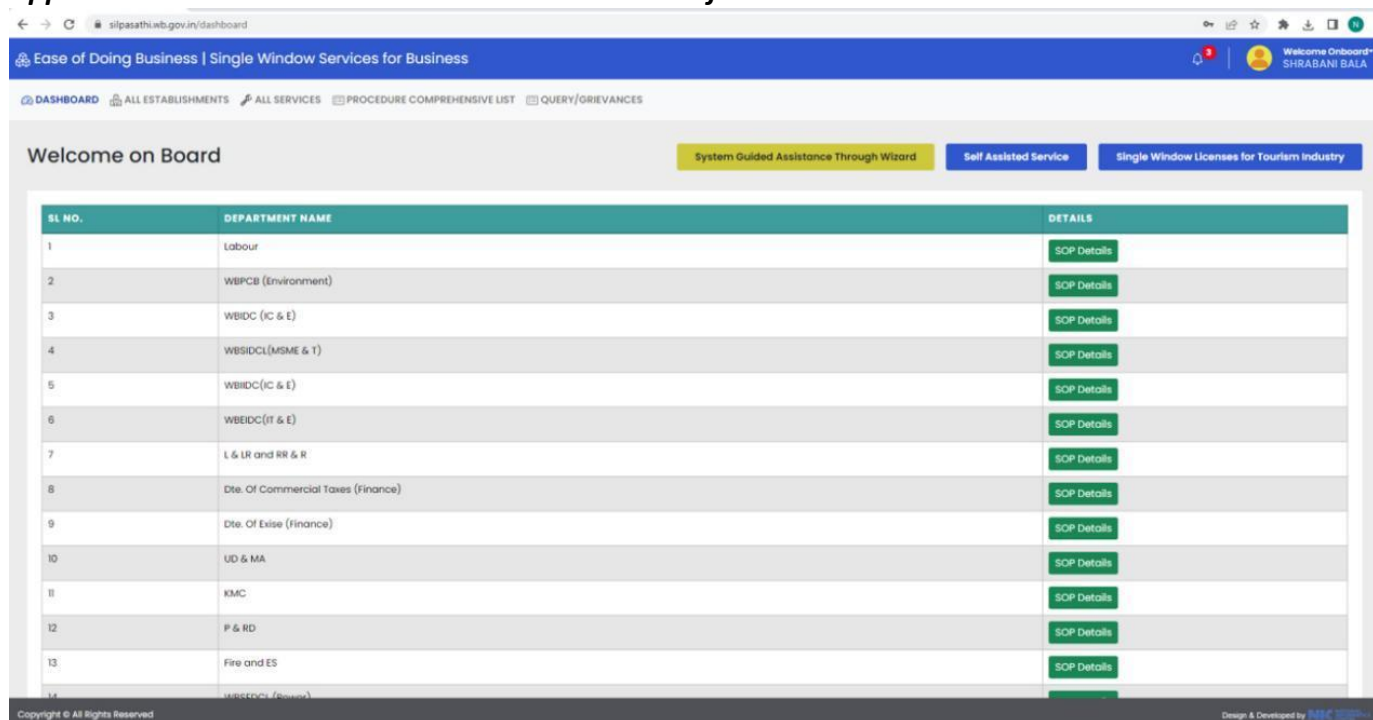 silpasathi.wb.gov.in/dashboard
N
Ease of Doing Business | Single Window Services for Business
3
Welcome Onboard
SHRABANI BALA
DASHBOARD ALL ESTABLISHMENTS ALL SERVICES PROCEDURE COMPREHENSIVE LIST QUERY/GRIEVANCES
Welcome on Board
System Guided Assistance Through Wizard
Self Assisted Service
Single Window Licenses for Tourism Industry
SL NO. DEPARTMENT NAME DETAILS
1 Labour SOP Details
2 WBPCB (Environment) SOP Details
3 WBIDC (IC & E) SOP Details
4 WBSIDCL(MSME & T) SOP Details
5 WBIIDC(IC & E) SOP Details
6 WBEIDC(IT & E) SOP Details
7 L & LR and RR & R SOP Details
8 Dte. Of Commercial Taxes (Finance) SOP Details
9 Dte. Of Exise (Finance) SOP Details
10 UD & MA SOP Details
11 KMC SOP Details
12 P & RD SOP Details
13 Fire and ES SOP Details
14 WBSEDCL (Power)
Copyright © All Rights Reserved
Design & Developed by NIC